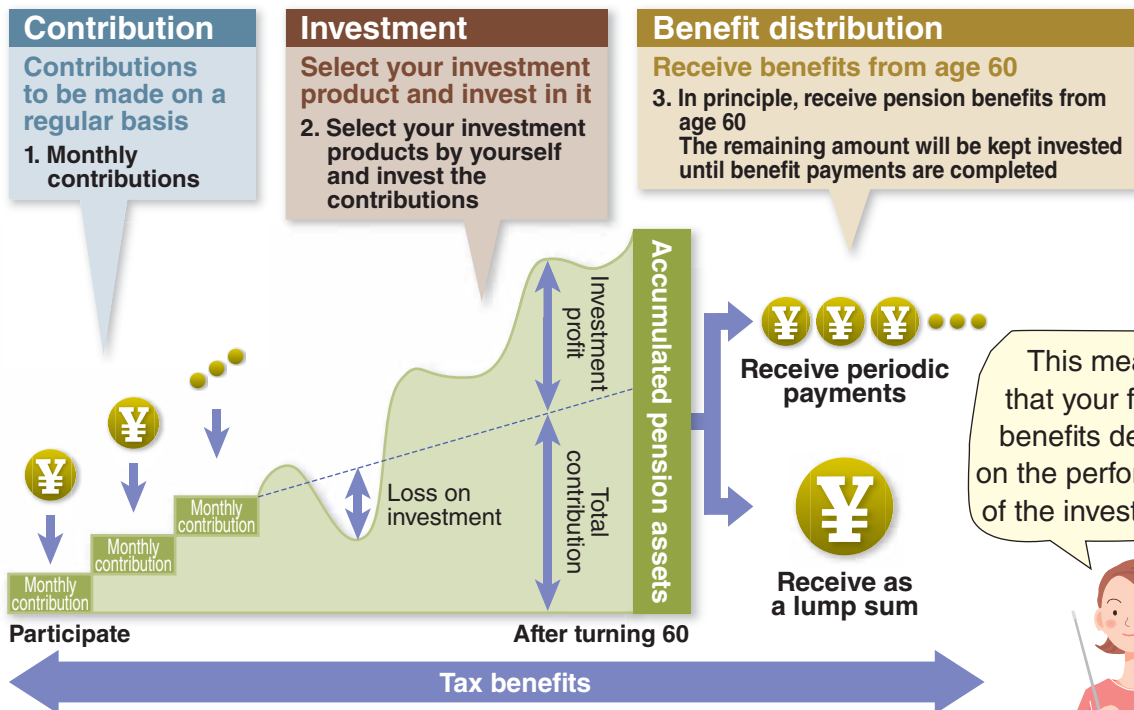 Contribution
Contributions
to be made on a
regular basis
1. Monthly
contributions
Investment
Select your investment
product and invest in it
2. Select your investment
products by yourself
and invest the
contributions
Benefit distribution
Receive benefits from age 60
3. In principle, receive pension benefits from
age 60
The remaining amount will be kept invested
until benefit payments are completed
¥
¥
Monthly
contribution
Monthly
contribution
Monthly
contribution
Loss on
investment
Investment
profit
Total
contribution
Accumulated pension assets
¥ ¥ ¥
Receive periodic
payments
¥
Receive as
a lump sum
This mea
that your f
benefits de
on the perfor
of the invest
Participate
After turning 60
Tax benefits